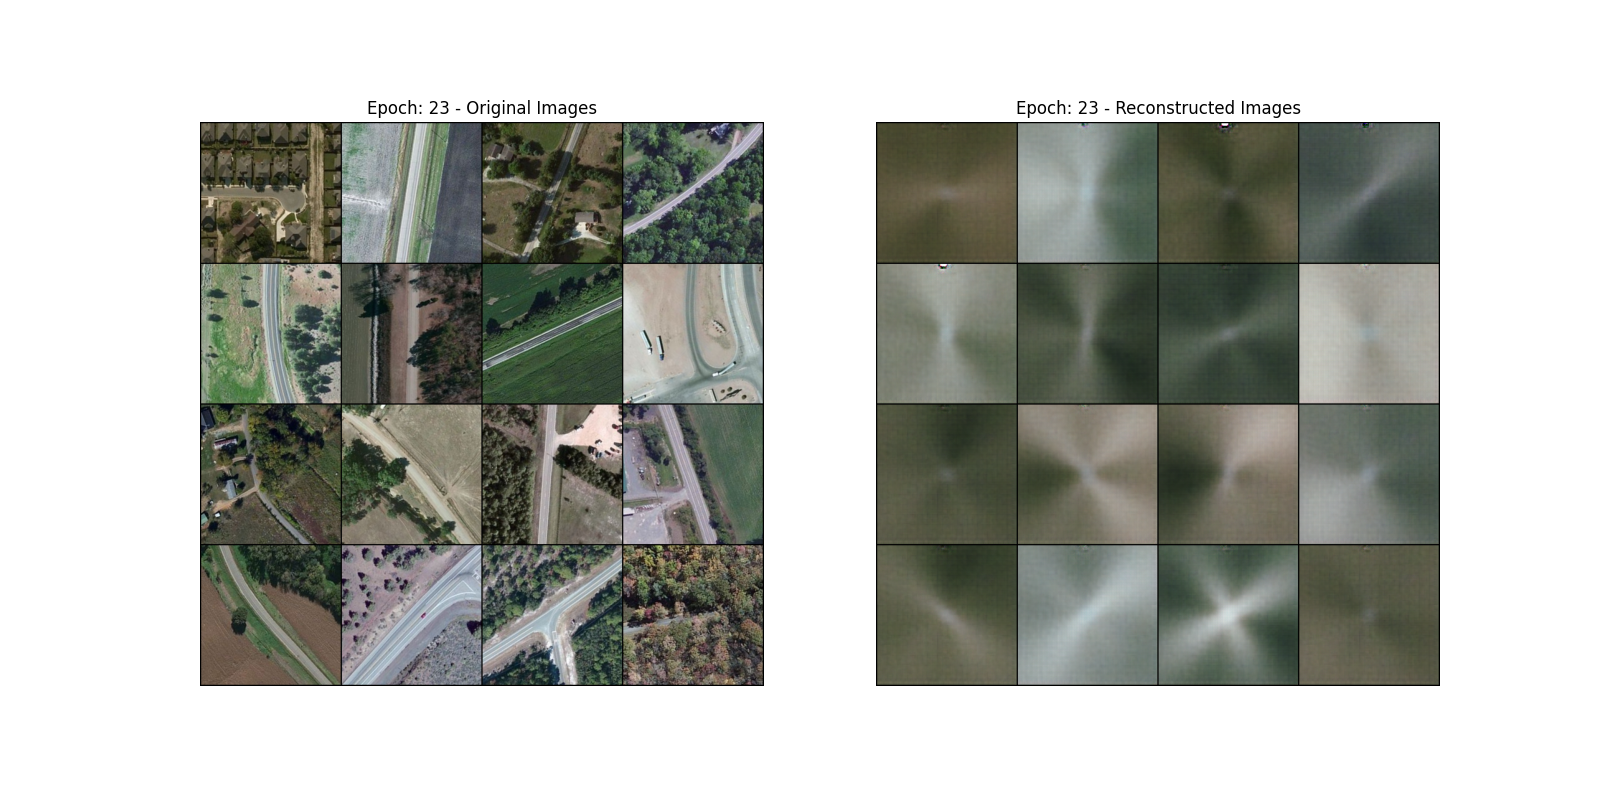 Epoch: 23 - Original Images
Epoch: 23 - Reconstructed Images